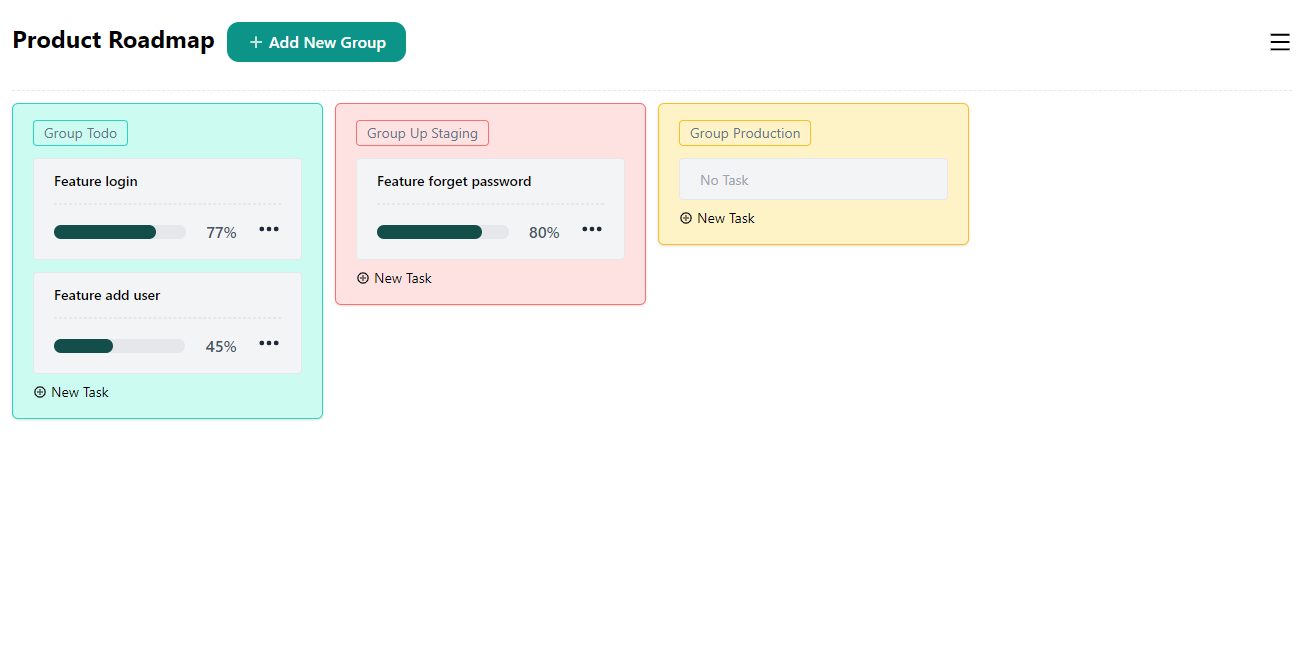 Product Roadmap
+ Add New Group
Group Todo
Feature login
77%
Feature add user
45%
New Task
Group Up Staging
Feature forget password
80%
New Task
Group Production
No Task
New Task